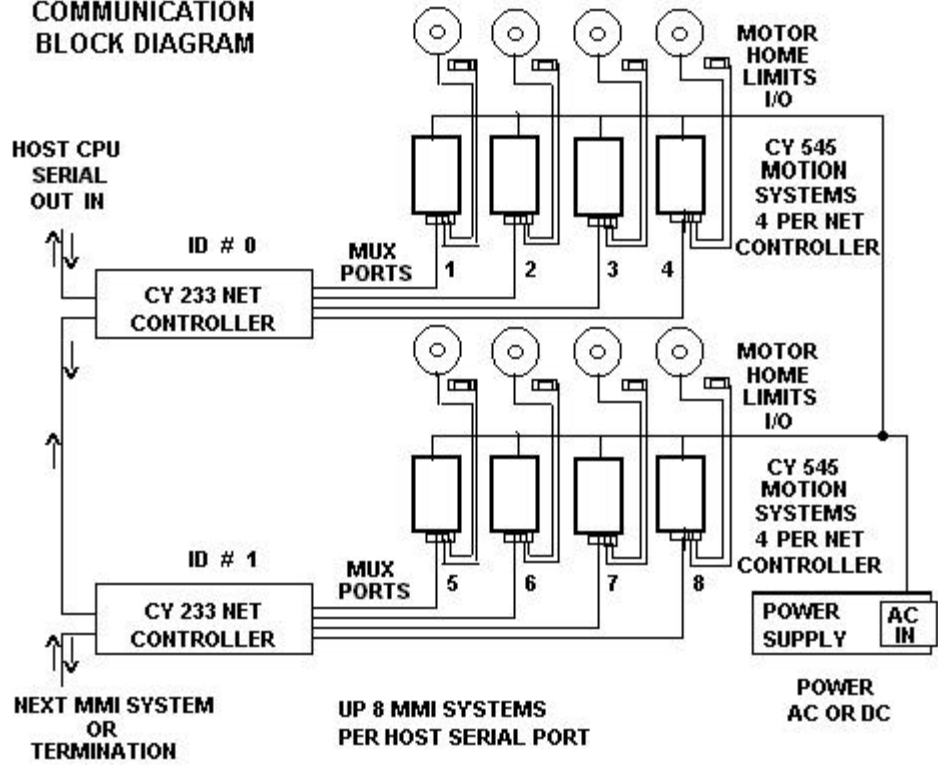 COMMUNICATION
BLOCK DIAGRAM
MOTOR
HOME
LIMITS
I/O
HOST CPU
SERIAL
OUT IN
CY 545
MOTION
SYSTEMS
4 PER NET
CONTROLLER
ID # 0
MUX
PORTS
1
2
3
4
CY 233 NET
CONTROLLER
MOTOR
HOME
LIMITS
I/O
CY 545
MOTION
SYSTEMS
4 PER NET
CONTROLLER
ID # 1
MUX
PORTS
5
6
7
8
CY 233 NET
CONTROLLER
POWER
SUPPLY
AC
IN
POWER
AC OR DC
NEXT MMI SYSTEM
OR
TERMINATION
UP 8 MMI SYSTEMS
PER HOST SERIAL PORT